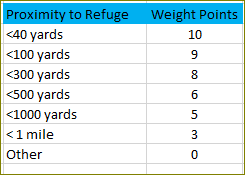 Proximity to Refuge Weight Points
<40 yards 10
<100 yards 9
<300 yards 8
<500 yards 6
<1000 yards 5
< 1 mile 3
Other 0